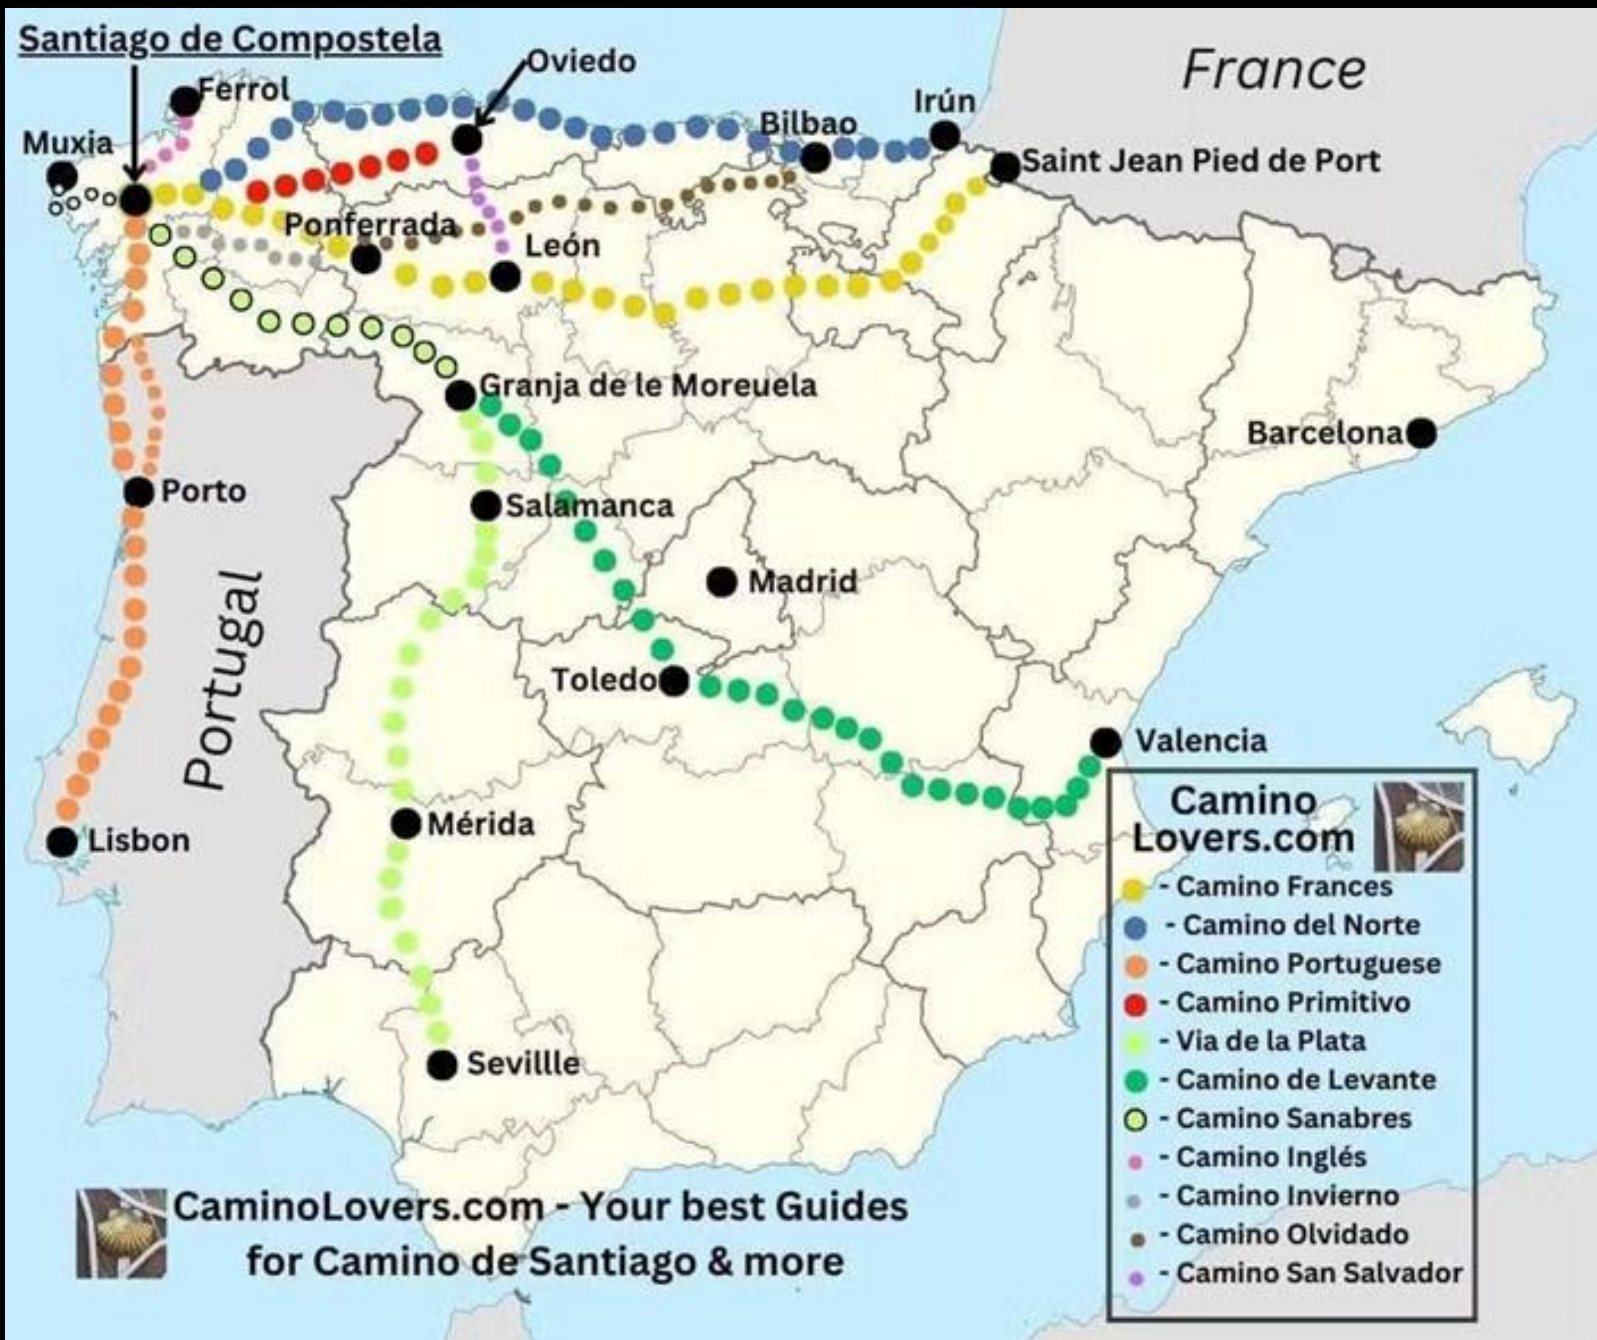 Santiago de Compostela
Oviedo
France
Ferrol
Irún
Muxia
Bilbao
Saint Jean Pied de Port
Ponferrada
León
Granja de le Moreuela
Barcelona
Porto
Salamanca
Madrid
Portugal
Toledo
Valencia
Lisbon
Mérida
Sevillle
Camino
Lovers.com
- Camino Frances
- Camino del Norte
- Camino Portuguese
- Camino Primitivo
- Via de la Plata
- Camino de Levante
- Camino Sanabres
- Camino Inglés
- Camino Invierno
- Camino Olvidado
- Camino San Salvador
CaminoLovers.com - Your best Guides
for Camino de Santiago & more